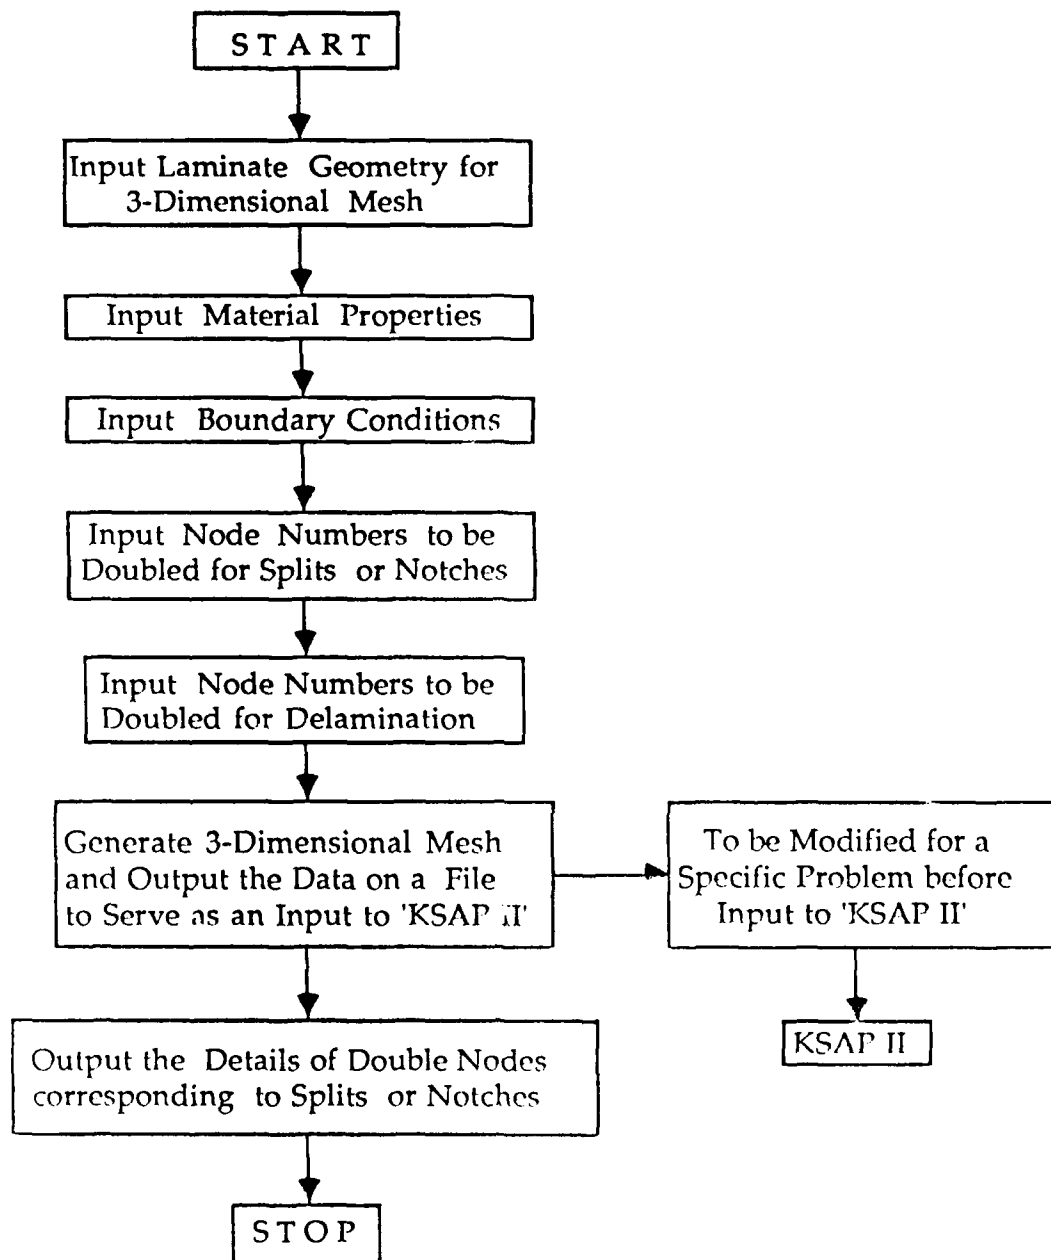 START
Input Laminate Geometry for
3-Dimensional Mesh
Input Material Properties
Input Boundary Conditions
Input Node Numbers to be
Doubled for Splits or Notches
Input Node Numbers to be
Doubled for Delamination
Generate 3-Dimensional Mesh
and Output the Data on a File
to Serve as an Input to 'KSAP II'
To be Modified for a
Specific Problem before
Input to 'KSAP II'
KSAP II
Output the Details of Double Nodes
corresponding to Splits or Notches
STOP